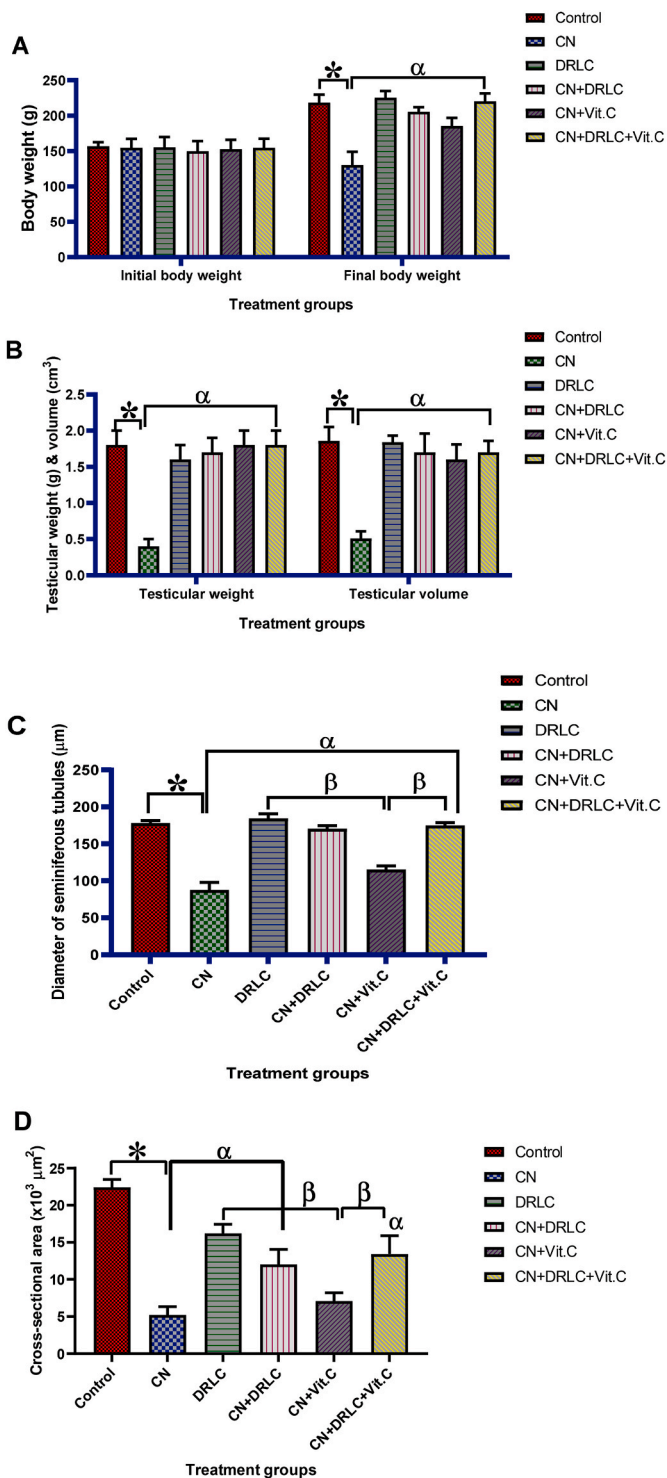 A
Control
CN
DRLC
CN+DRLC
CN+Vit.C
CN+DRLC+Vit.C
* α
Body weight (g)
250
200
150
100
50
0
Initial body weight Final body weight
Treatment groups
B
Control
CN
DRLC
CN+DRLC
CN+Vit.C
CN+DRLC+Vit.C
* α * α
Testicular weight (g) & volume (cm³)
2.5
2.0
1.5
1.0
0.5
0.0
Testicular weight Testicular volume
Treatment groups
C
Control
CN
DRLC
CN+DRLC
CN+Vit.C
CN+DRLC+Vit.C
α
* β β
Diameter of seminiferous tubules (μm)
250
200
150
100
50
0
Control CN DRLC CN+DRLC CN+Vit.C CN+DRLC+Vit.C
Treatment groups
D
Control
CN
DRLC
CN+DRLC
CN+Vit.C
CN+DRLC+Vit.C
* α
β β
α
Cross-sectional area (x10³ μm²)
25
20
15
10
5
0
Control CN DRLC CN+DRLC CN+Vit.C CN+DRLC+Vit.C
Treatment groups